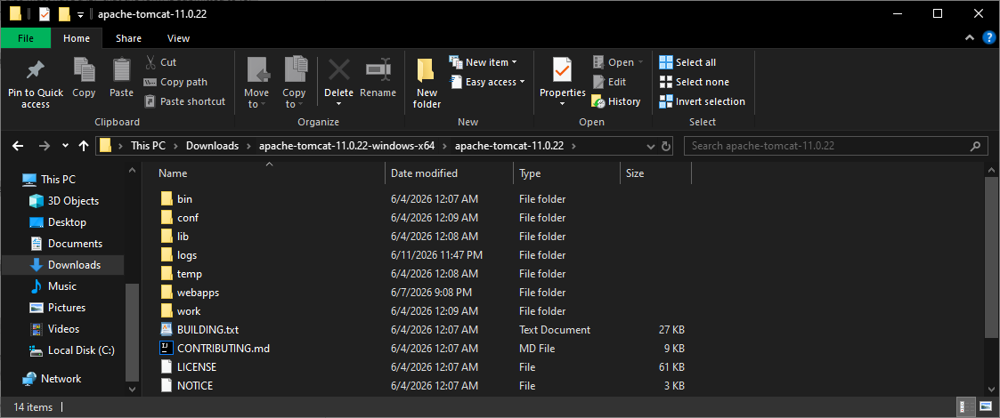 apache-tomcat-11.0.22
File Home Share View
Pin to Quick access
Copy
Paste
Cut
Copy path
Paste shortcut
Clipboard
Move to
Copy to
Delete
Rename
Organize
New folder
New item
Easy access
New
Properties
Open
Edit
History
Open
Select all
Select none
Invert selection
Select
This PC Downloads apache-tomcat-11.0.22-windows-x64 apache-tomcat-11.0.22
Search apache-tomcat-11.0.22
This PC
3D Objects
Desktop
Documents
Downloads
Music
Pictures
Videos
Local Disk (C:)
Network
Name Date modified Type Size
bin 6/4/2026 12:07 AM File folder
conf 6/4/2026 12:09 AM File folder
lib 6/4/2026 12:08 AM File folder
logs 6/11/2026 11:47 PM File folder
temp 6/4/2026 12:08 AM File folder
webapps 6/7/2026 9:08 PM File folder
work 6/4/2026 12:09 AM File folder
BUILDING.txt 6/4/2026 12:07 AM Text Document 27 KB
CONTRIBUTING.md 6/4/2026 12:07 AM MD File 9 KB
LICENSE 6/4/2026 12:07 AM File 61 KB
NOTICE 6/4/2026 12:07 AM File 3 KB
14 items